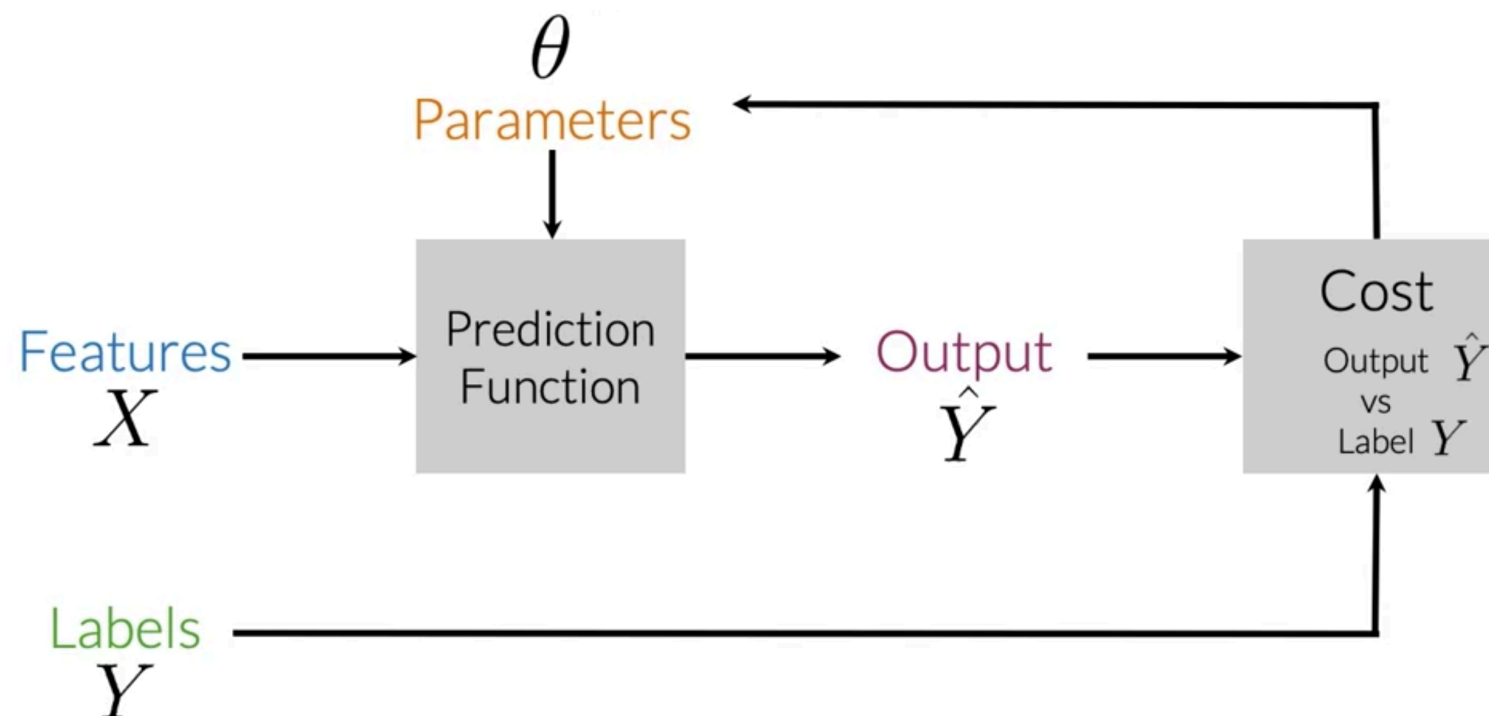 θ
Parameters
Features
X
Prediction
Function
Output
Ŷ
Cost
Output Ŷ
vs
Label Y
Labels
Y